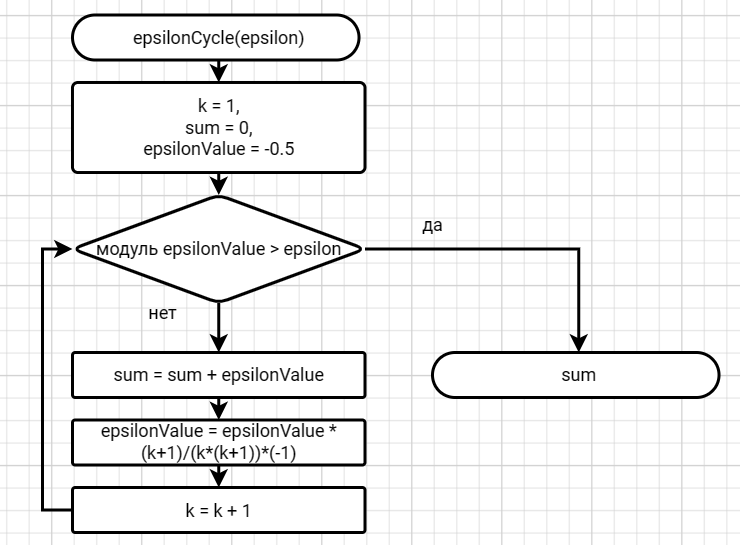 epsilonCycle(epsilon)
k = 1,
sum = 0,
epsilonValue = -0.5
модуль epsilonValue > epsilon
да
нет
sum = sum + epsilonValue
sum
epsilonValue = epsilonValue *
(k+1)/(k*(k+1))*(-1)
k = k + 1